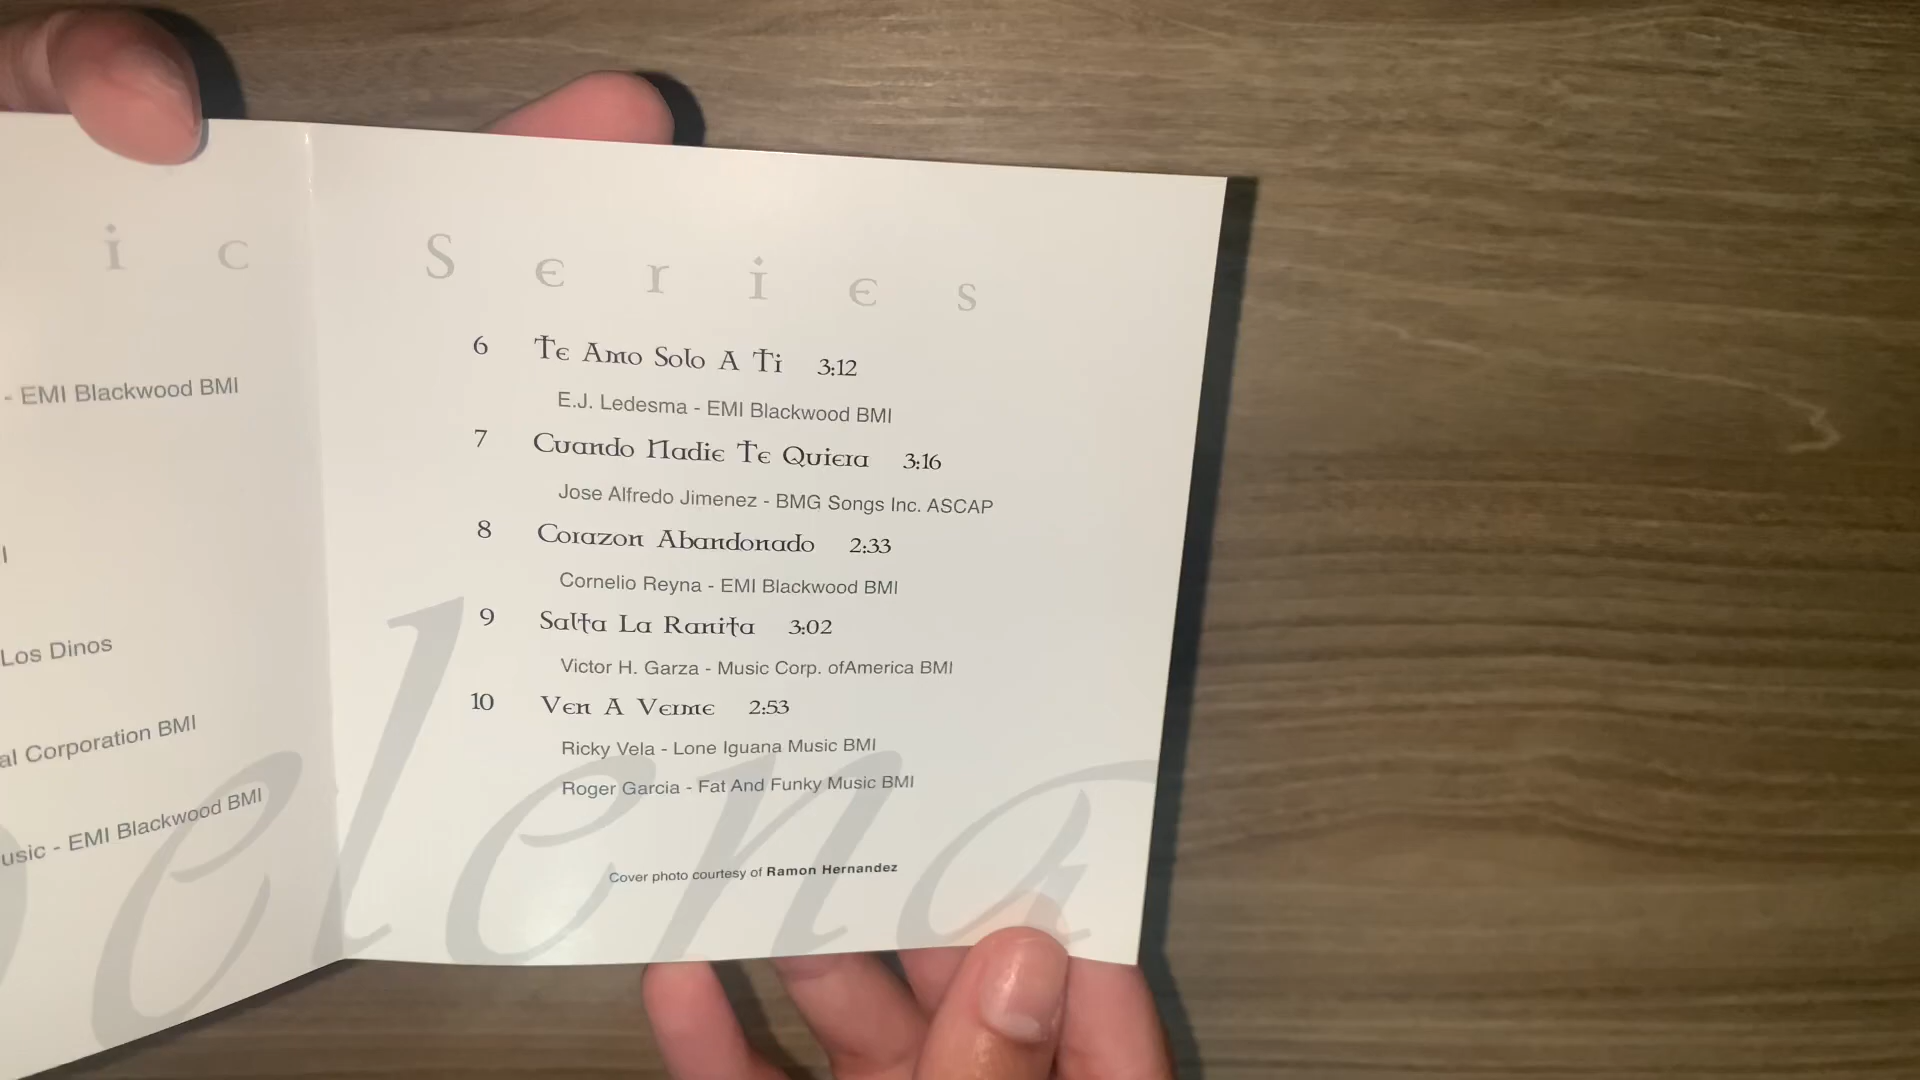 i c
- EMI Blackwood BMI
Los Dinos
Corporation BMI
- EMI Blackwood BMI
Series
6 Te Amo Solo A Ti 3:12
E.J. Ledesma - EMI Blackwood BMI
7 Cuando Nadie Te Quiera 3:16
Jose Alfredo Jimenez - BMG Songs Inc. ASCAP
8 Corazon Abandonado 2:33
Cornelio Reyna - EMI Blackwood BMI
9 Salta La Ranita 3:02
Victor H. Garza - Music Corp. ofAmerica BMI
10 Ven A Verme 2:53
Ricky Vela - Lone Iguana Music BMI
Roger Garcia - Fat And Funky Music BMI
Cover photo courtesy of Ramon Hernandez
Selena